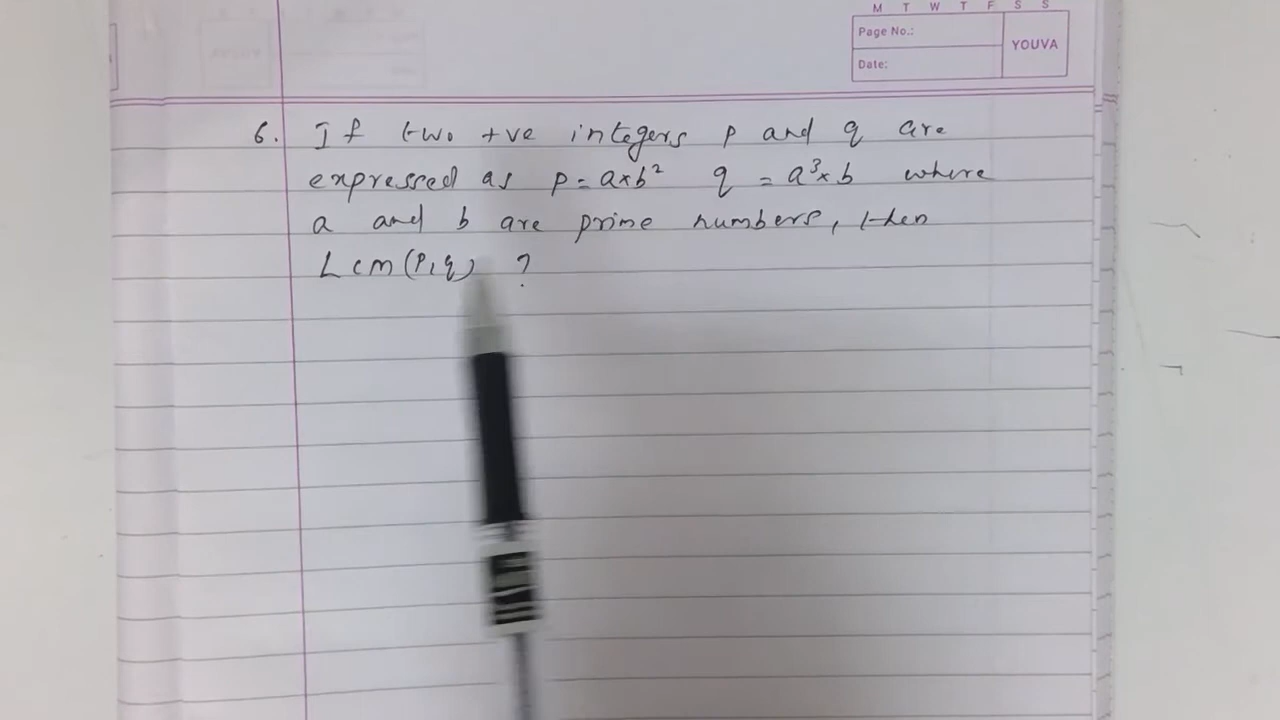 M T W T F S S
Page No.:
YOUVA
Date:
6. If two +ve integers p and q are
expressed as p = a×b² q = a³×b where
a and b are prime numbers, then
Lcm(p,q) ?